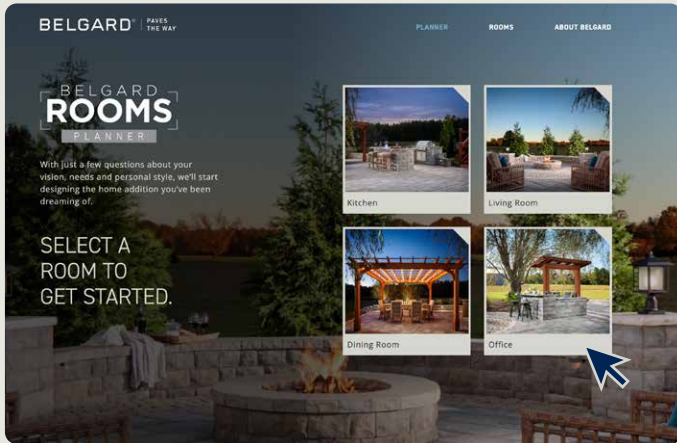 BELGARD® | PAVES
THE WAY
PLANNER
ROOMS
ABOUT BELGARD
BELGARD
ROOMS
PLANNER
With just a few questions about your
vision, needs and personal style, we'll start
designing the home addition you've been
dreaming of.
SELECT A
ROOM TO
GET STARTED.
Kitchen
Living Room
Dining Room
Office